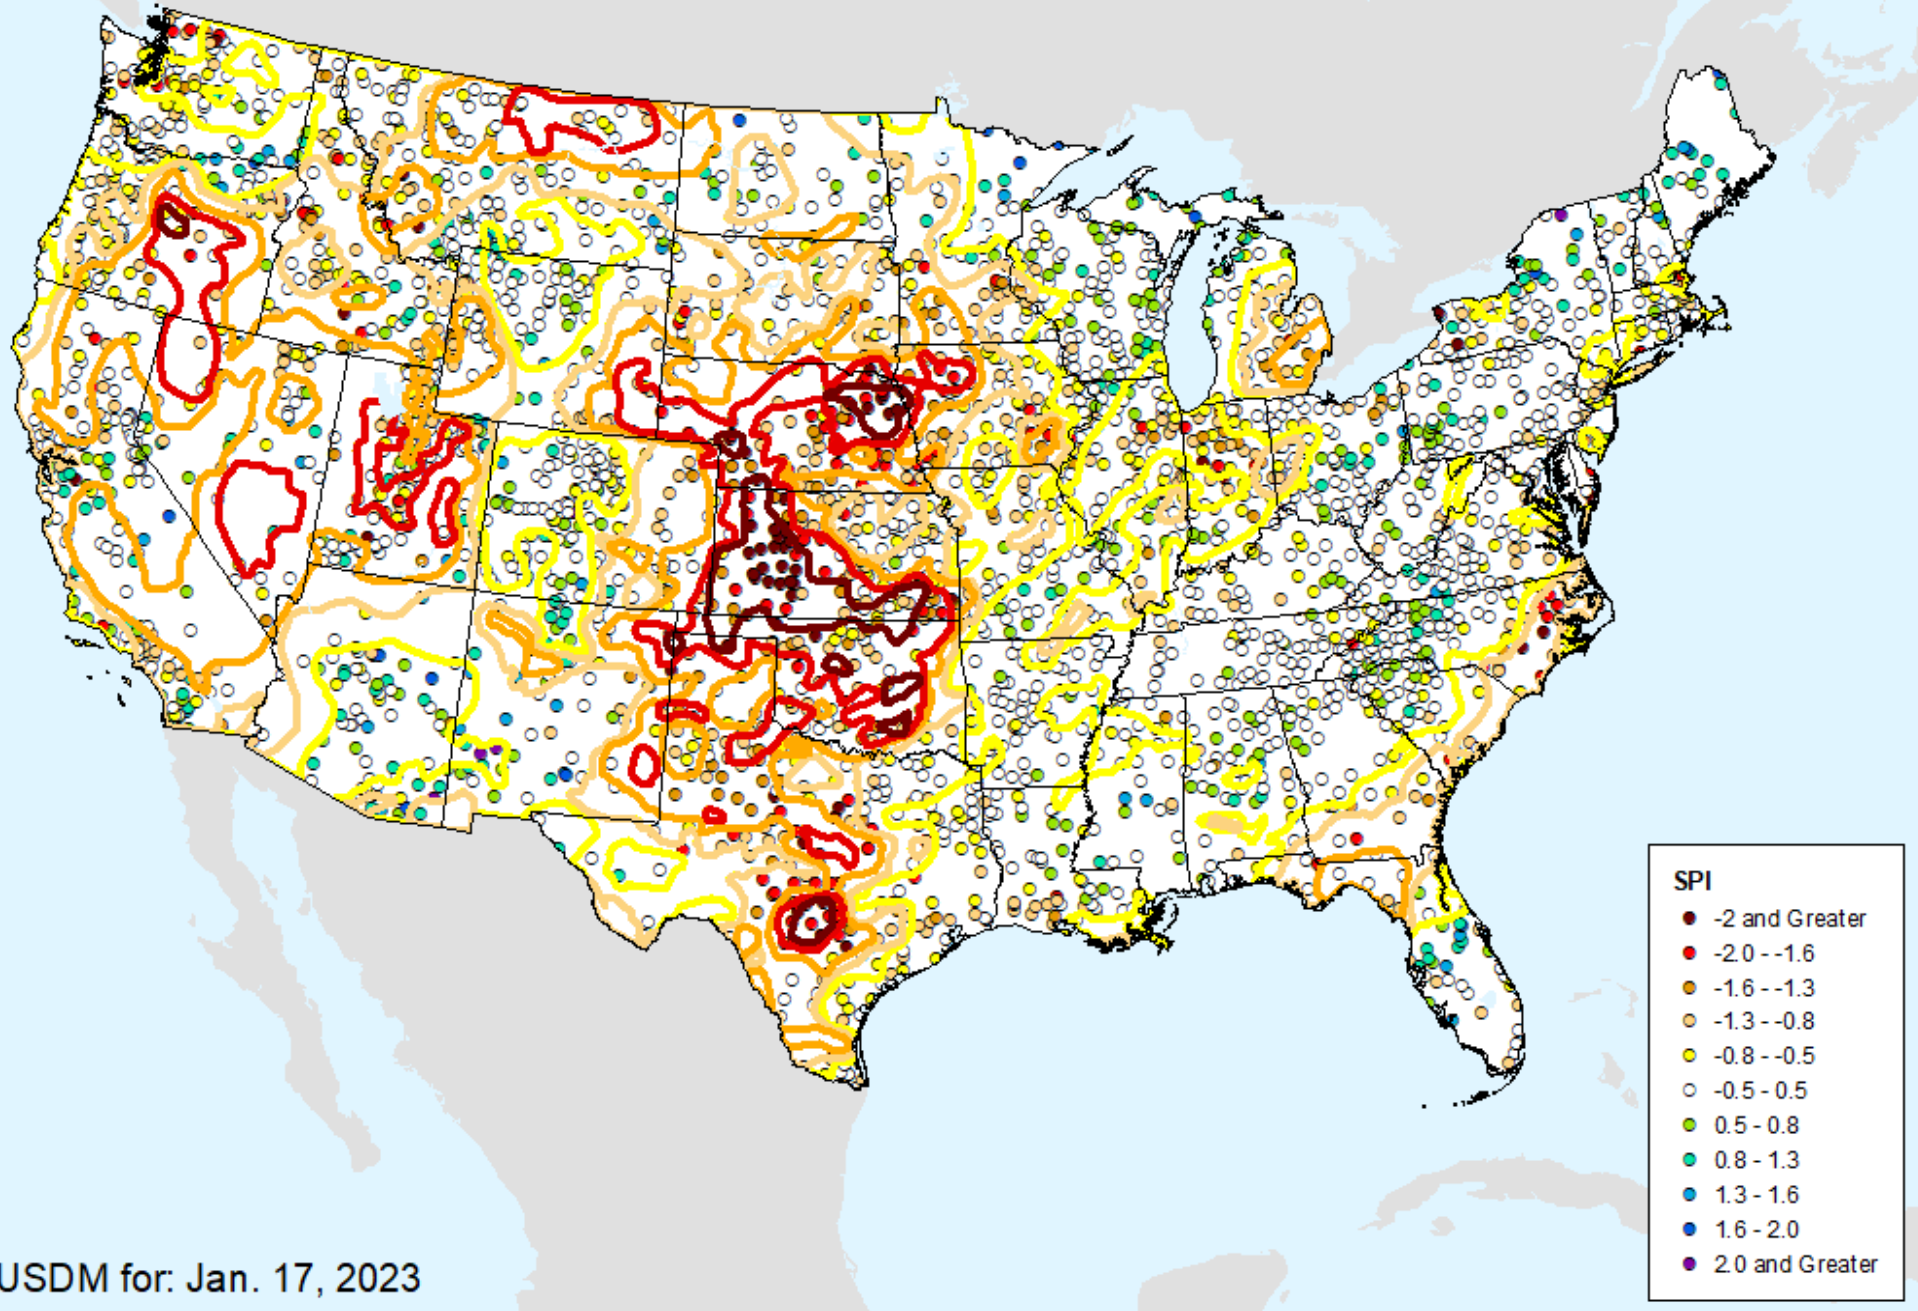 SPI
-2 and Greater
-2.0 - -1.6
-1.6 - -1.3
-1.3 - -0.8
-0.8 - -0.5
-0.5 - 0.5
0.5 - 0.8
0.8 - 1.3
1.3 - 1.6
1.6 - 2.0
2.0 and Greater
USDM for: Jan. 17, 2023